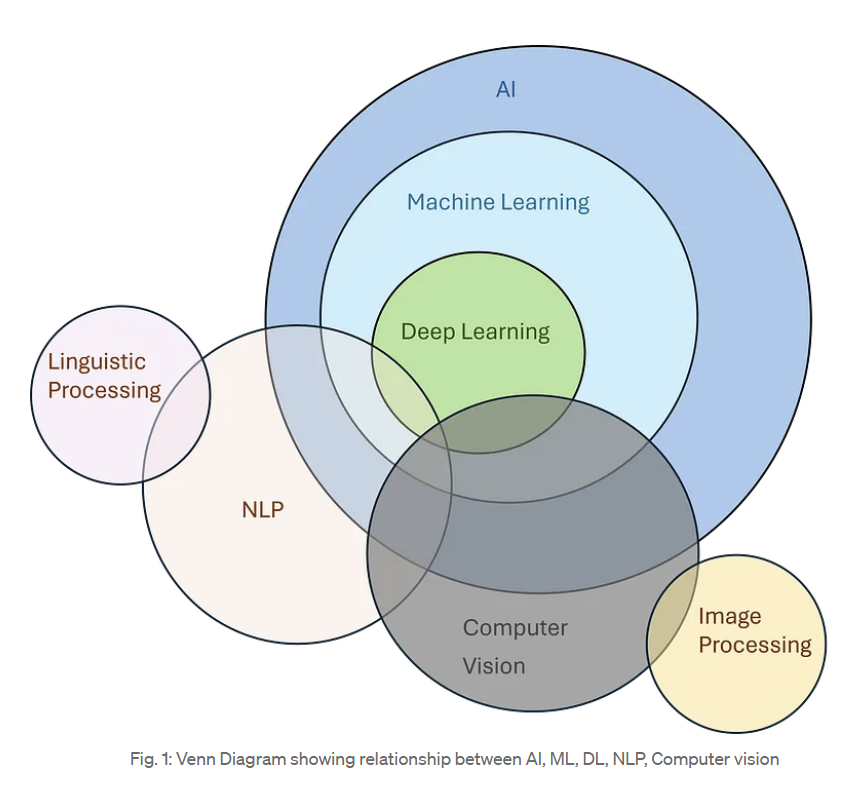 AI
Machine Learning
Deep Learning
Linguistic
Processing
NLP
Computer
Vision
Image
Processing
Fig. 1: Venn Diagram showing relationship between AI, ML, DL, NLP, Computer vision